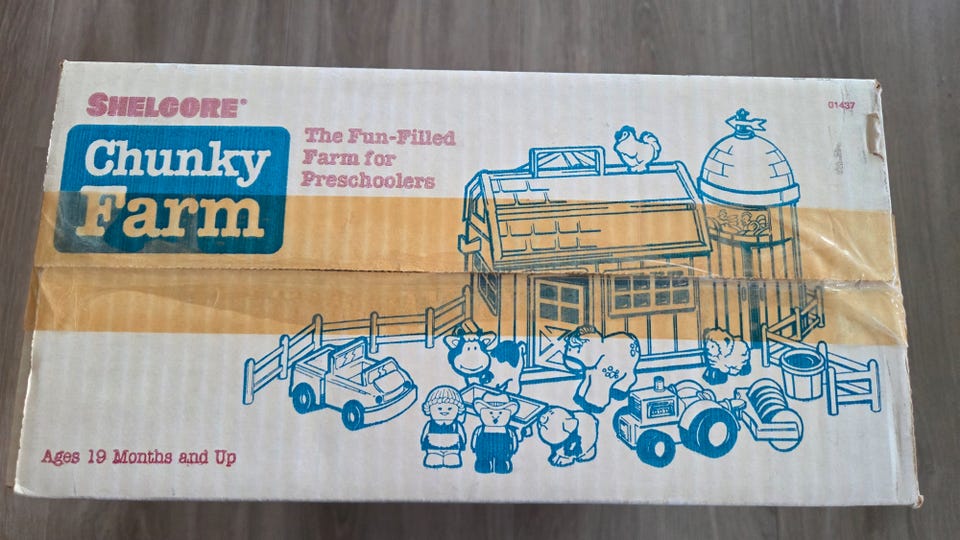 SHELCORE®
01437
Chunky
Farm
The Fun-Filled
Farm for
Preschoolers
Ages 19 Months and Up